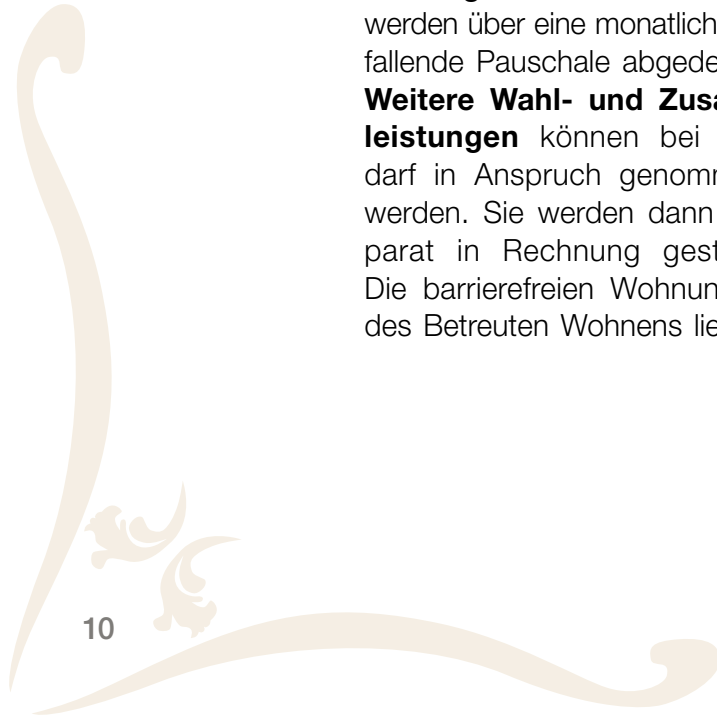 werden über eine monatlich
fallende Pauschale abgede
Weitere Wahl- und Zusa
leistungen können bei
darf in Anspruch genomm
werden. Sie werden dann
parat in Rechnung gest
Die barrierefreien Wohnun
des Betreuten Wohnens lie
10